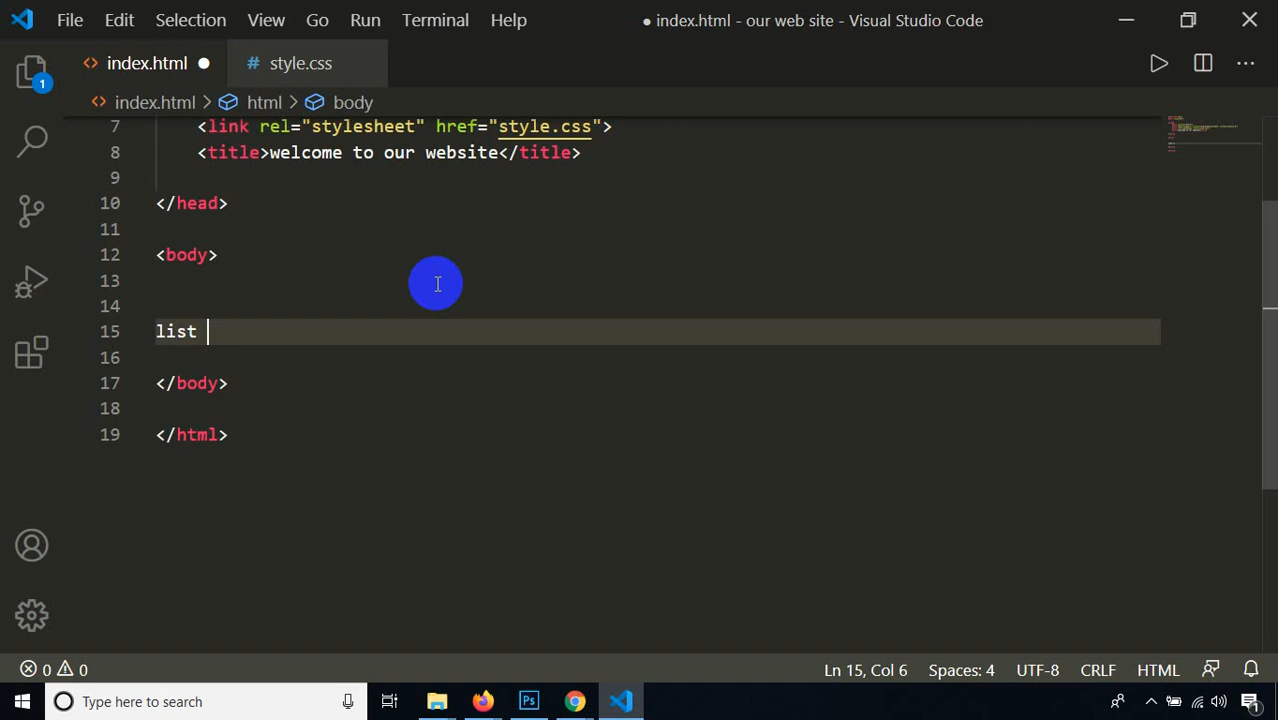 File Edit Selection View Go Run Terminal Help ● index.html - our web site - Visual Studio Code
1
<> index.html ● # style.css
<> index.html > html > body
7 <link rel="stylesheet" href="style.css">
8 <title>welcome to our website</title>
9
10 </head>
11
12 <body>
13
14
15 list
16
17 </body>
18
19 </html>
0 0 Ln 15, Col 6 Spaces: 4 UTF-8 CRLF HTML
Type here to search Ps 1